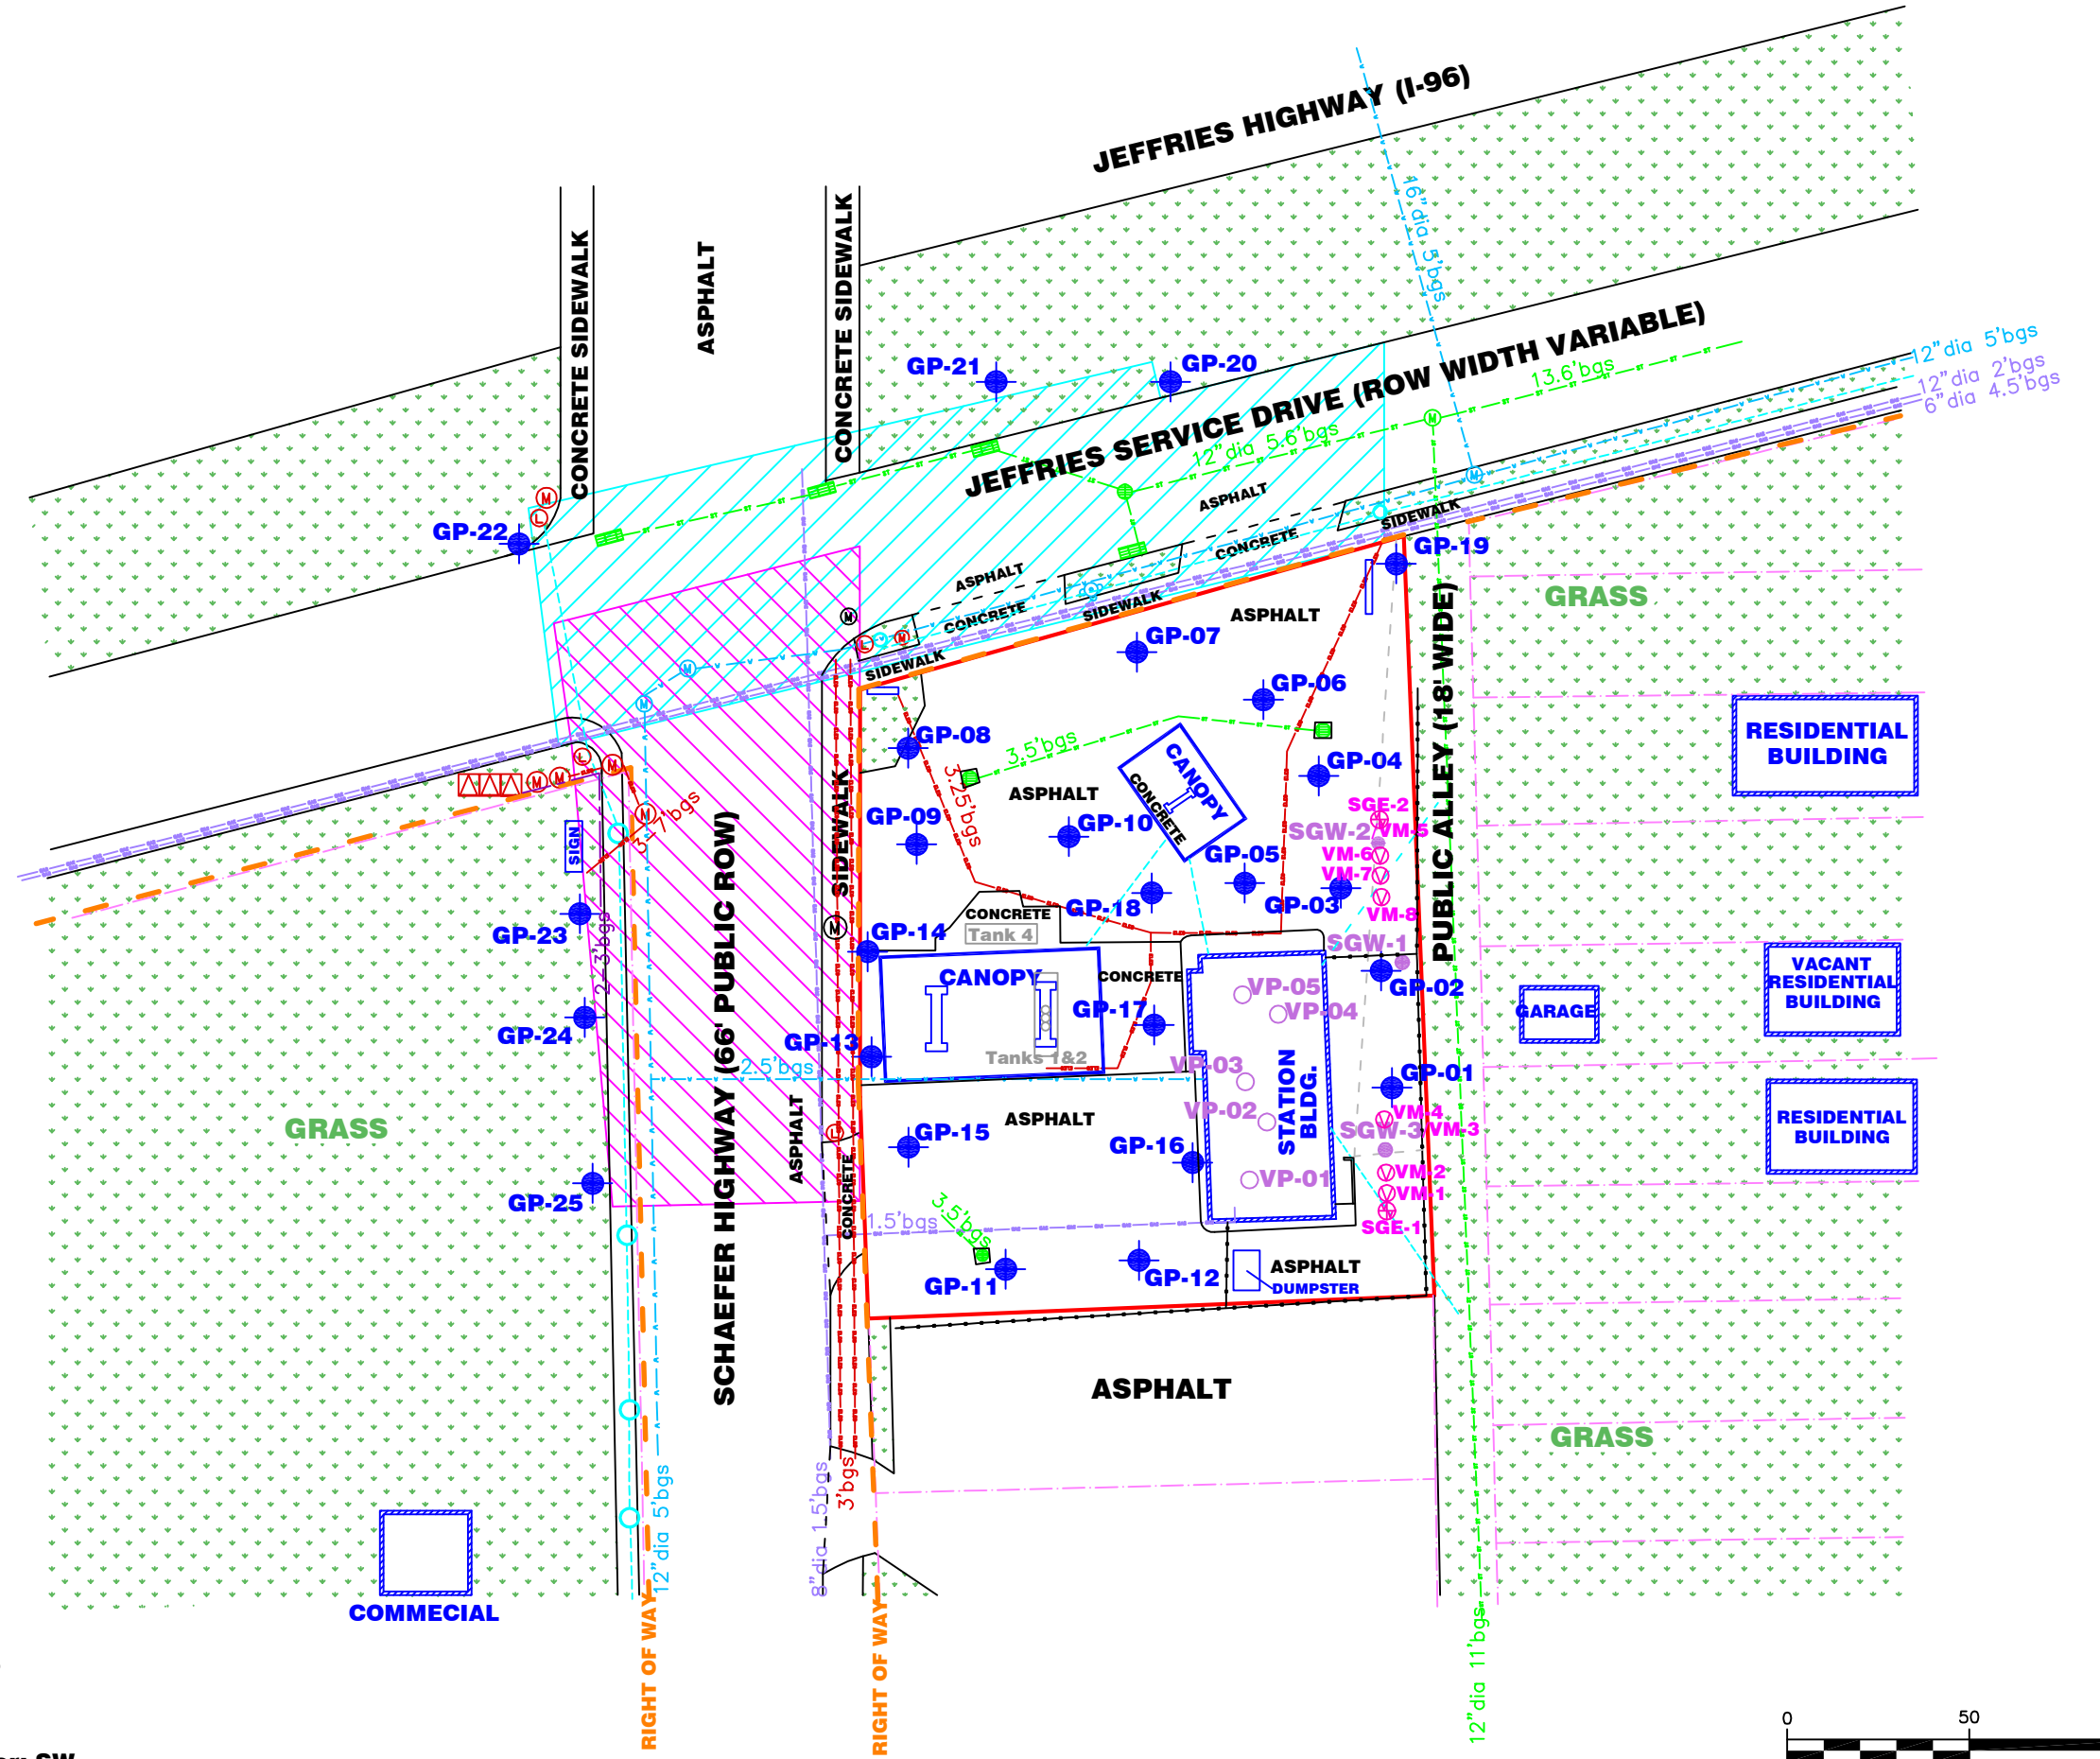 JEFFRIES HIGHWAY (I-96)
16"dia 5'bgs
CONCRETE SIDEWALK
ASPHALT
CONCRETE SIDEWALK
JEFFRIES SERVICE DRIVE (ROW WIDTH VARIABLE)
13.6'bgs
12"dia 5'bgs
12"dia 2'bgs
6"dia 4.5'bgs
GP-21
GP-20
12"dia 5.6'bgs
ASPHALT
SIDEWALK
CONCRETE
M
L
GP-22
M
M
GP-19
ASPHALT
CONCRETE
SIDEWALK
SIDEWALK
ASPHALT
GRASS
M
L
M
M
M
GP-07
GP-06
PUBLIC ALLEY (18' WIDE)
GP-08
3.5'bgs
GP-04
CANOPY
CONCRETE
RESIDENTIAL
BUILDING
L
M
M
M
M
3-7'bgs
SIGN
3.25'bgs
ASPHALT
SIDEWALK
GP-09
GP-10
SGE-2
SGW-2
VM-5
VM-6
VM-7
VM-8
GP-05
GP-03
GP-18
CONCRETE
Tank 4
GP-23
2-3'bgs
M
GP-14
SGW-1
GP-02
CANOPY
CONCRETE
VACANT
RESIDENTIAL
BUILDING
GARAGE
GP-24
SCHAEFER HIGHWAY (66' PUBLIC ROW)
GP-13
GP-17
Tanks 1&2
VP-05
VP-04
VP-03
VP-02
VP-01
STATION
BLDG.
2.5'bgs
GP-01
VM-4
VM-3
SGW-3
VM-2
VM-1
SGE-1
RESIDENTIAL
BUILDING
GRASS
ASPHALT
L
CONCRETE
GP-15
ASPHALT
GP-16
GP-25
1.5'bgs
3.5'bgs
GP-11
GP-12
ASPHALT
DUMPSTER
ASPHALT
GRASS
12"dia 5'bgs
8"dia 1.5'bgs
3'bgs
COMMECIAL
RIGHT OF WAY
RIGHT OF WAY
12"dia 11'bgs
0 50